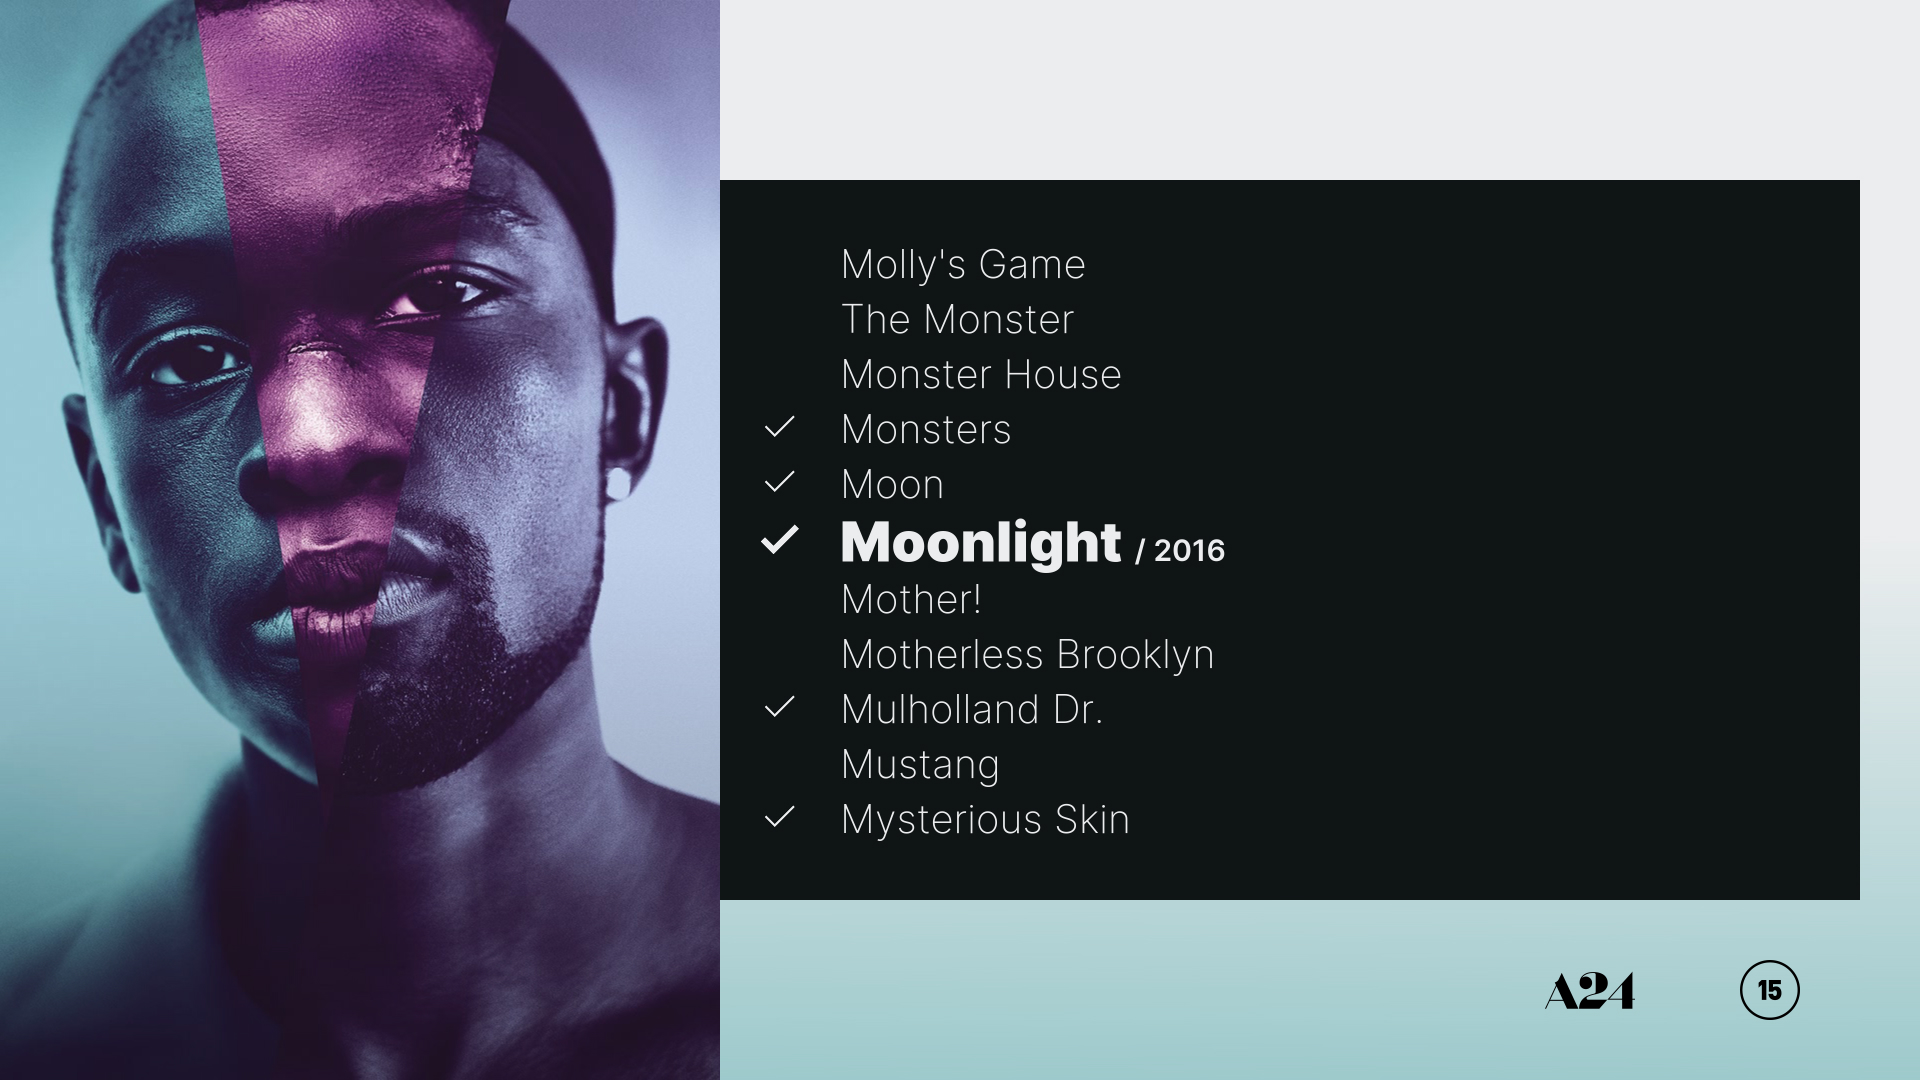 Molly's Game
The Monster
Monster House
Monsters
Moon
Moonlight / 2016
Mother!
Motherless Brooklyn
Mulholland Dr.
Mustang
Mysterious Skin
A24
15